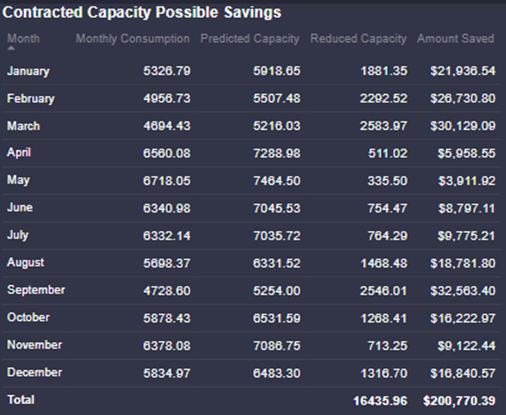 Contracted Capacity Possible Savings
Month Monthly Consumption Predicted Capacity Reduced Capacity Amount Saved
January 5326.79 5918.65 1881.35 $21,936.54
February 4956.73 5507.48 2292.52 $26,730.80
March 4694.43 5216.03 2583.97 $30,129.09
April 6560.08 7288.98 511.02 $5,958.55
May 6718.05 7464.50 335.50 $3,911.92
June 6340.98 7045.53 754.47 $8,797.11
July 6332.14 7035.72 764.29 $9,775.21
August 5698.37 6331.52 1468.48 $18,781.80
September 4728.60 5254.00 2546.01 $32,563.40
October 5878.43 6531.59 1268.41 $16,222.97
November 6378.08 7086.75 713.25 $9,122.44
December 5834.97 6483.30 1316.70 $16,840.57
Total 16435.96 $200,770.39